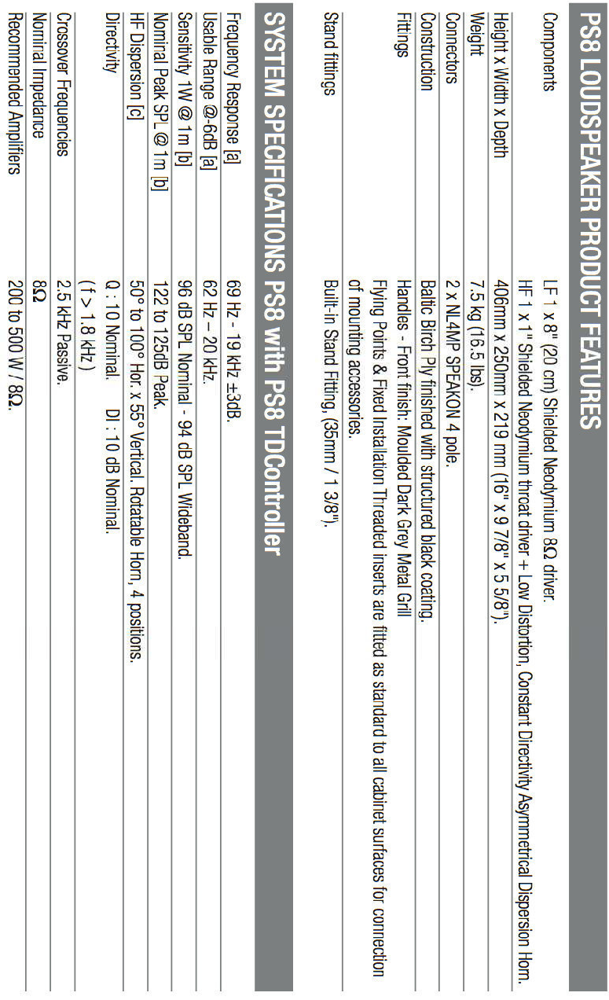 PS8 LOUDSPEAKER PRODUCT FEATURES
Components LF 1 x 8" (20 cm) Shielded Neodymium 8Ω driver.
HF 1 x 1" Shielded Neodymium throat driver + Low Distortion, Constant Directivity Asymmetrical Dispersion Horn.
Height x Width x Depth 406mm x 250mm x 219 mm (16" x 9 7/8" x 5 5/8").
Weight 7.5 kg (16.5 lbs).
Connectors 2 x NL4MP SPEAKON 4 pole.
Construction Baltic Birch Ply finished with structured black coating.
Fittings Handles - Front finish: Moulded Dark Grey Metal Grill
Flying Points & Fixed Installation Threaded inserts are fitted as standard to all cabinet surfaces for connection
of mounting accessories.
Stand fittings Built-in Stand Fitting, (35mm / 1 3/8").
SYSTEM SPECIFICATIONS PS8 with PS8 TDController
Frequency Response [a] 69 Hz - 19 kHz ±3dB.
Usable Range @-6dB [a] 62 Hz – 20 kHz.
Sensitivity 1W @ 1m [b] 96 dB SPL Nominal - 94 dB SPL Wideband.
Nominal Peak SPL @ 1m [b] 122 to 125dB Peak.
HF Dispersion [c] 50° to 100° Hor. x 55° Vertical. Rotatable Horn, 4 positions.
Directivity Q : 10 Nominal. DI : 10 dB Nominal.
( f > 1.8 kHz )
Crossover Frequencies 2.5 kHz Passive.
Nominal Impedance 8Ω
Recommended Amplifiers 200 to 500 W / 8Ω.